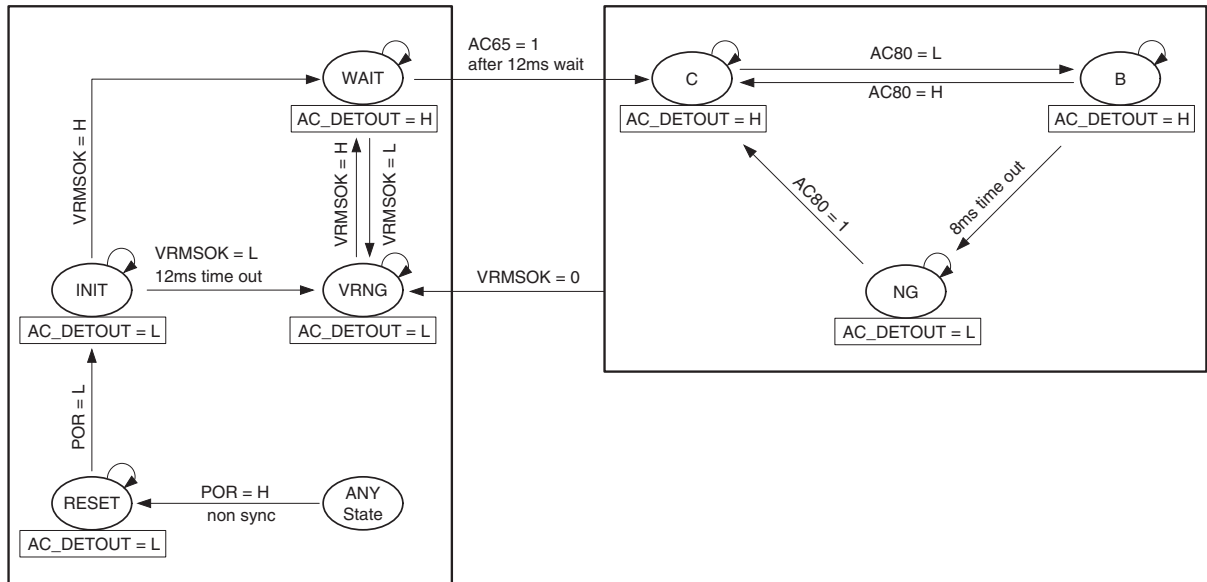 WAIT
AC_DETOUT = H
AC65 = 1
after 12ms wait
C
AC_DETOUT = H
AC80 = L
AC80 = H
B
AC_DETOUT = H
VRMSOK = H
VRMSOK = H
VRMSOK = L
AC80 = 1
8ms time out
INIT
AC_DETOUT = L
VRMSOK = L
12ms time out
VRNG
AC_DETOUT = L
VRMSOK = 0
NG
AC_DETOUT = L
POR = L
RESET
AC_DETOUT = L
POR = H
non sync
ANY
State